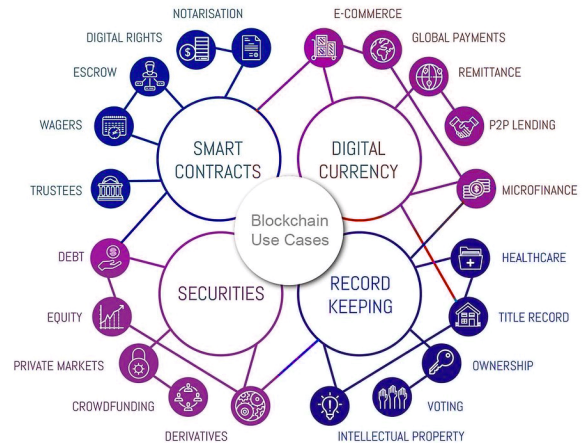 NOTARISATION
E-COMMERCE
DIGITAL RIGHTS
GLOBAL PAYMENTS
ESCROW
REMITTANCE
WAGERS
P2P LENDING
SMART
CONTRACTS
DIGITAL
CURRENCY
TRUSTEES
MICROFINANCE
Blockchain
Use Cases
DEBT
HEALTHCARE
SECURITIES
RECORD
KEEPING
EQUITY
TITLE RECORD
PRIVATE MARKETS
OWNERSHIP
CROWDFUNDING
VOTING
DERIVATIVES
INTELLECTUAL PROPERTY